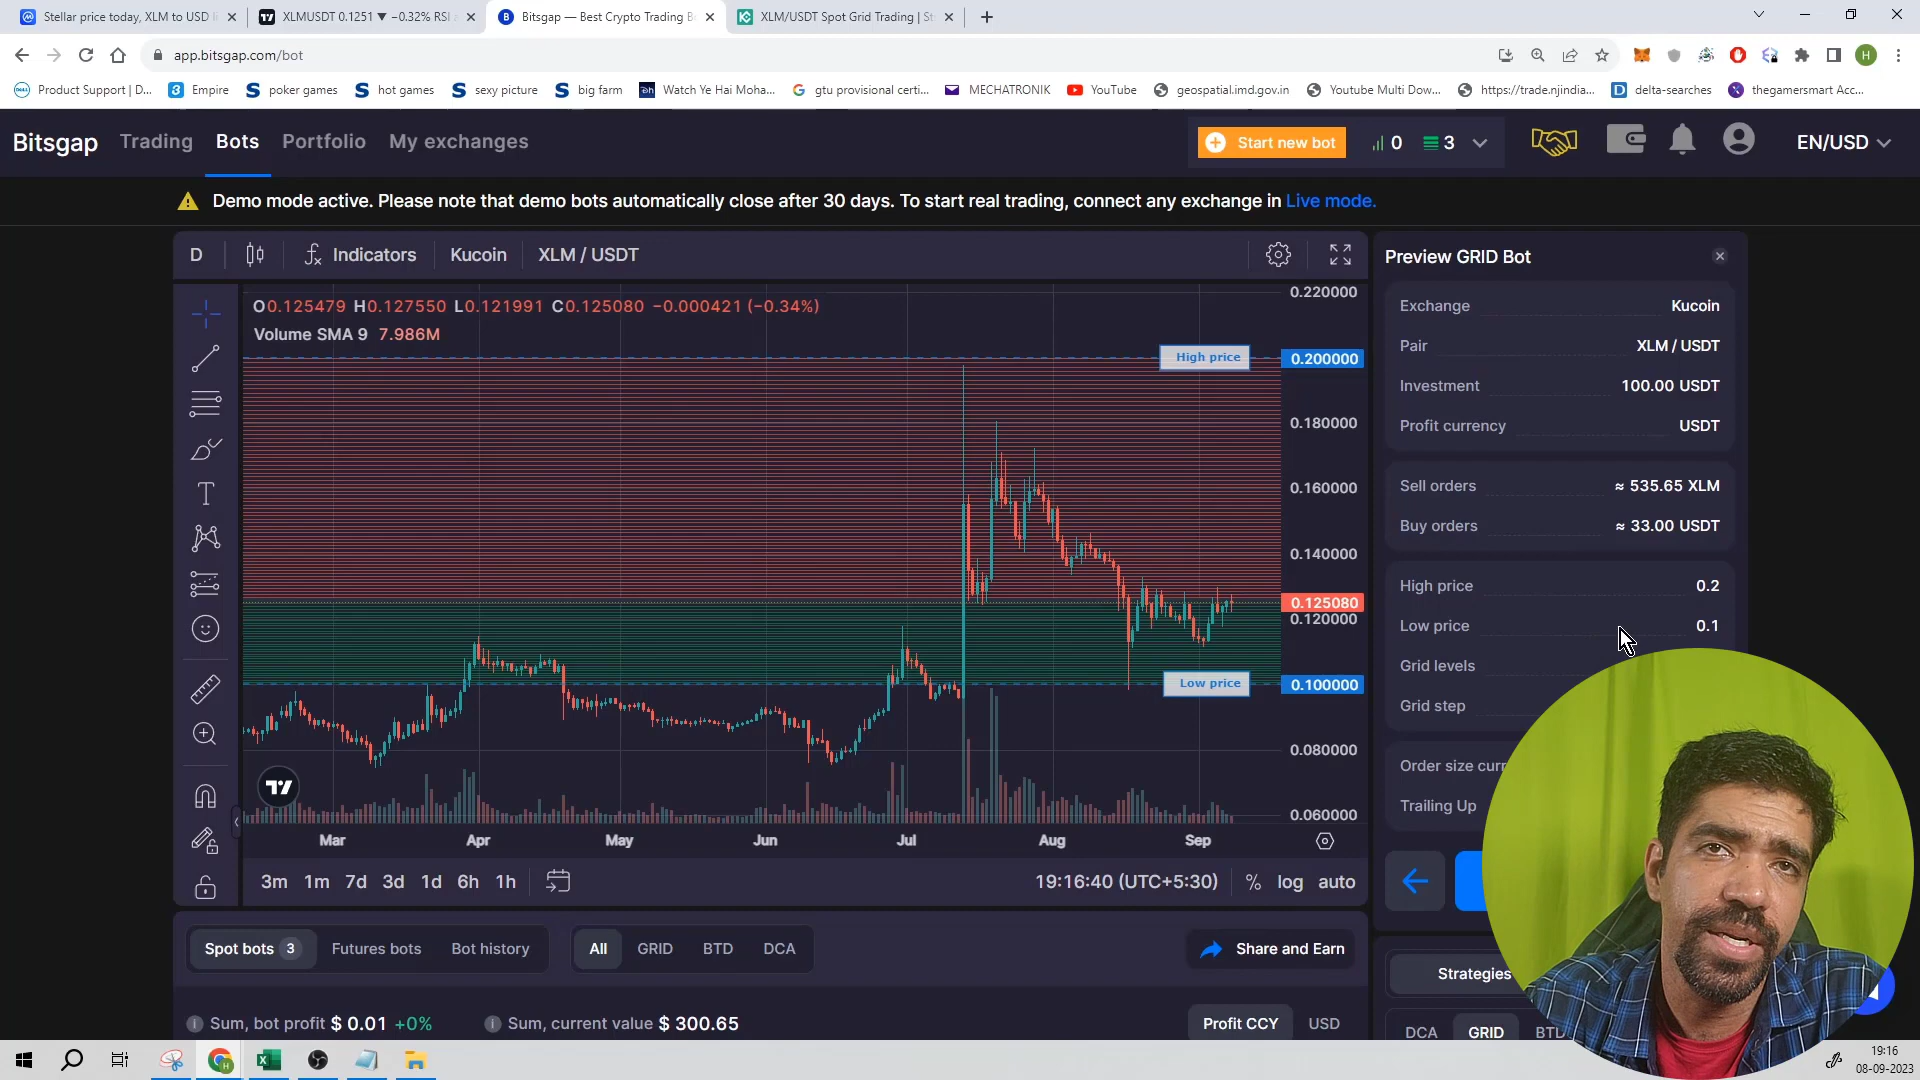 Stellar price today, XLM to USD li
XLMUSDT 0.1251 ▼ −0.32% RSI
Bitsgap — Best Crypto Trading B
XLM/USDT Spot Grid Trading | St
app.bitsgap.com/bot
Product Support | D...
Empire
poker games
hot games
sexy picture
big farm
Watch Ye Hai Moha...
gtu provisional certi...
MECHATRONIK
YouTube
geospatial.imd.gov.in
Youtube Multi Dow...
https://trade.njindia...
delta-searches
thegamersmart Acc...
Bitsgap
Trading
Bots
Portfolio
My exchanges
Start new bot
0
3
EN/USD
Demo mode active. Please note that demo bots automatically close after 30 days. To start real trading, connect any exchange in Live mode.
D
Indicators
Kucoin
XLM / USDT
O0.125479 H0.127550 L0.121991 C0.125080 −0.000421 (−0.34%)
Volume SMA 9 7.986M
0.220000
High price
0.200000
0.180000
0.160000
0.140000
0.125080
0.120000
Low price
0.100000
0.080000
0.060000
Mar
Apr
May
Jun
Jul
Aug
Sep
3m 1m 7d 3d 1d 6h 1h
19:16:40 (UTC+5:30)
% log auto
Preview GRID Bot
Exchange Kucoin
Pair XLM / USDT
Investment 100.00 USDT
Profit currency USDT
Sell orders ≈ 535.65 XLM
Buy orders ≈ 33.00 USDT
High price 0.2
Low price 0.1
Grid levels
Grid step
Order size curr
Trailing Up
Spot bots 3
Futures bots
Bot history
All
GRID
BTD
DCA
Share and Earn
Strategies
Sum, bot profit $ 0.01 +0%
Sum, current value $ 300.65
Profit CCY
USD
DCA
GRID
BTD
19:16
08-09-2023